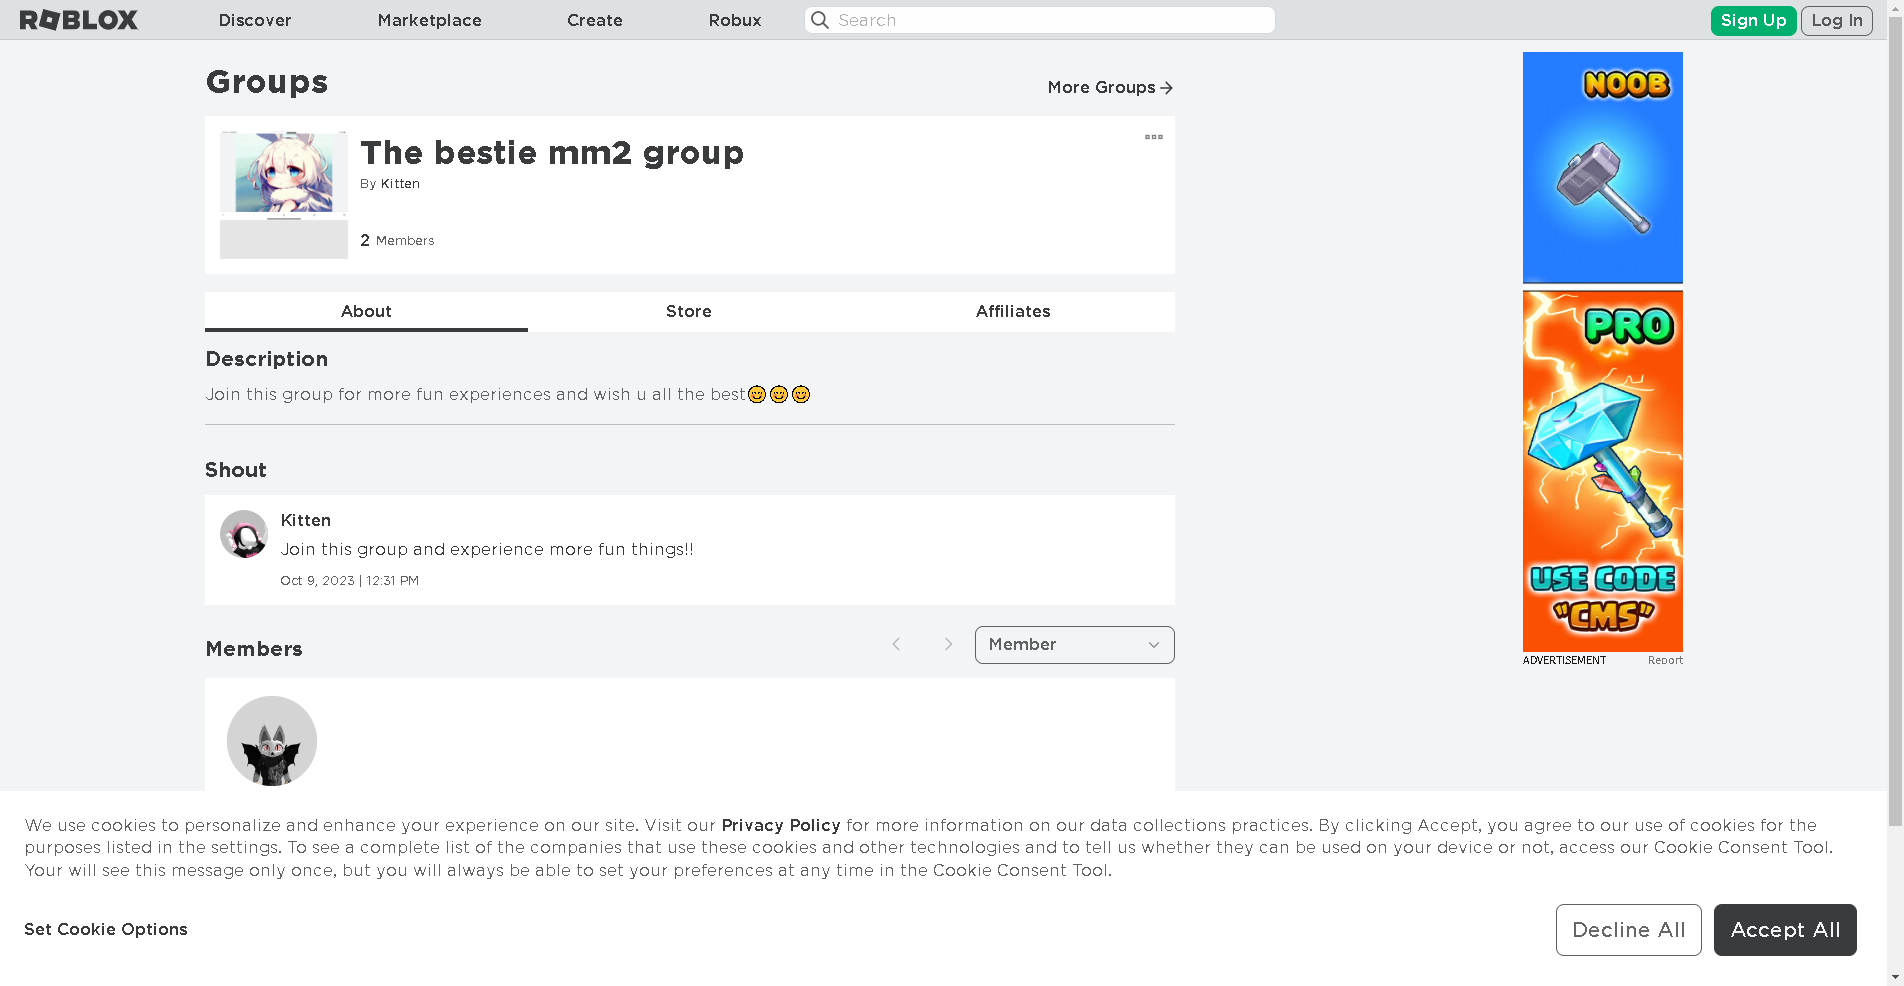 ROBLOX Discover Marketplace Create Robux Search Sign Up Log In
Groups
More Groups
The bestie mm2 group
By Kitten
2 Members
About Store Affiliates
Description
Join this group for more fun experiences and wish u all the best😊😊😊
Shout
Kitten
Join this group and experience more fun things!!
Oct 9, 2023 | 12:31 PM
Members
Member
NOOB
PRO
USE CODE
"CMS"
ADVERTISEMENT Report
We use cookies to personalize and enhance your experience on our site. Visit our Privacy Policy for more information on our data collections practices. By clicking Accept, you agree to our use of cookies for the
purposes listed in the settings. To see a complete list of the companies that use these cookies and other technologies and to tell us whether they can be used on your device or not, access our Cookie Consent Tool.
Your will see this message only once, but you will always be able to set your preferences at any time in the Cookie Consent Tool.
Set Cookie Options
Decline All
Accept All